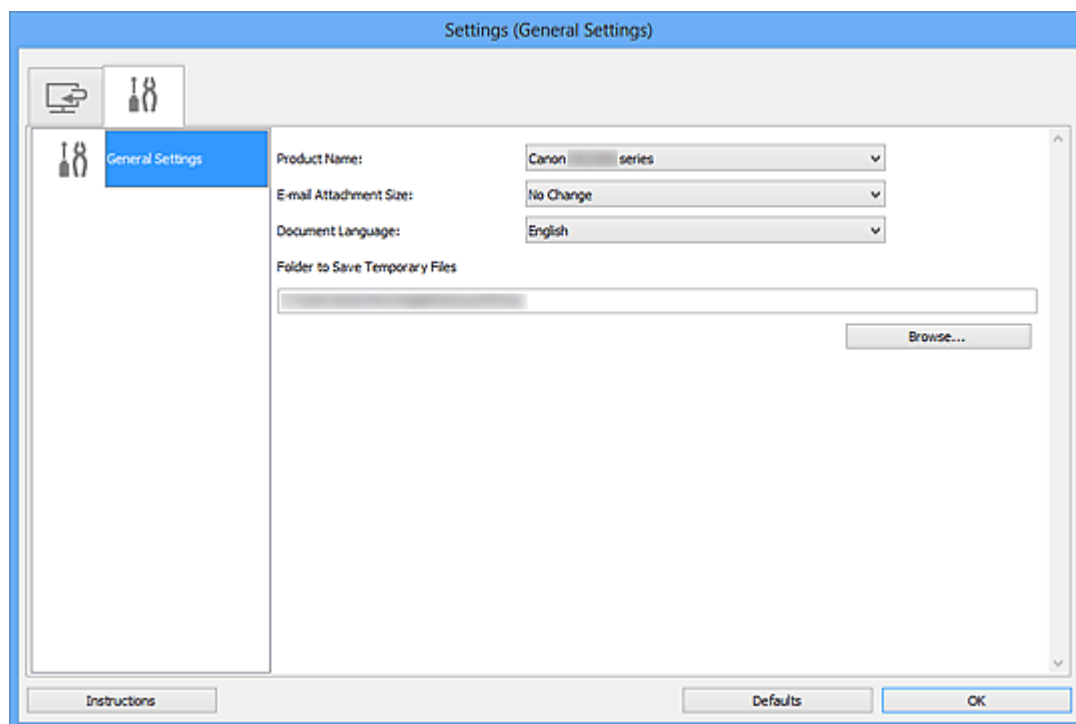 Settings (General Settings)
General Settings
Product Name:
Canon series
E-mail Attachment Size:
No Change
Document Language:
English
Folder to Save Temporary Files
Browse...
Instructions
Defaults
OK